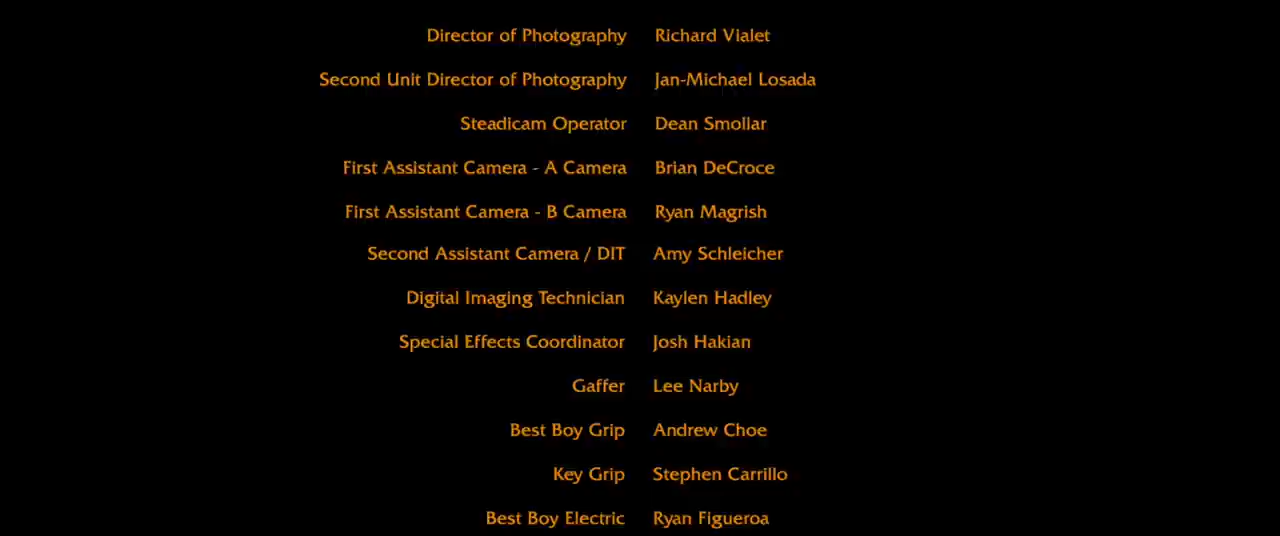 Director of Photography Richard Vialet
Second Unit Director of Photography Jan-Michael Losada
Steadicam Operator Dean Smollar
First Assistant Camera - A Camera Brian DeCroce
First Assistant Camera - B Camera Ryan Magrish
Second Assistant Camera / DIT Amy Schleicher
Digital Imaging Technician Kaylen Hadley
Special Effects Coordinator Josh Hakian
Gaffer Lee Narby
Best Boy Grip Andrew Choe
Key Grip Stephen Carrillo
Best Boy Electric Ryan Figueroa